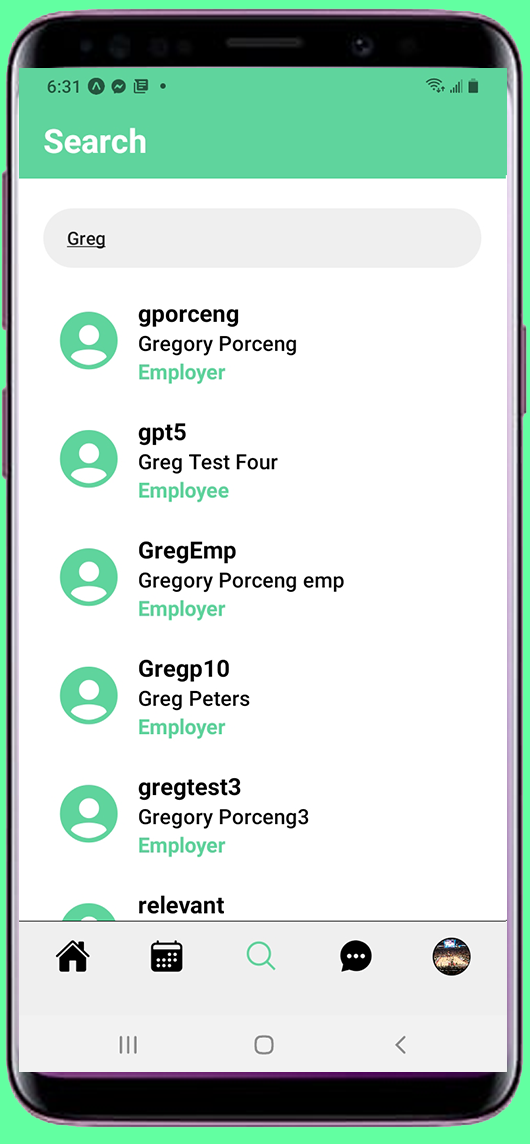 6:31
Search
Greg
gporceng
Gregory Porceng
Employer
gpt5
Greg Test Four
Employee
GregEmp
Gregory Porceng emp
Employer
Gregp10
Greg Peters
Employer
gregtest3
Gregory Porceng3
Employer
relevant